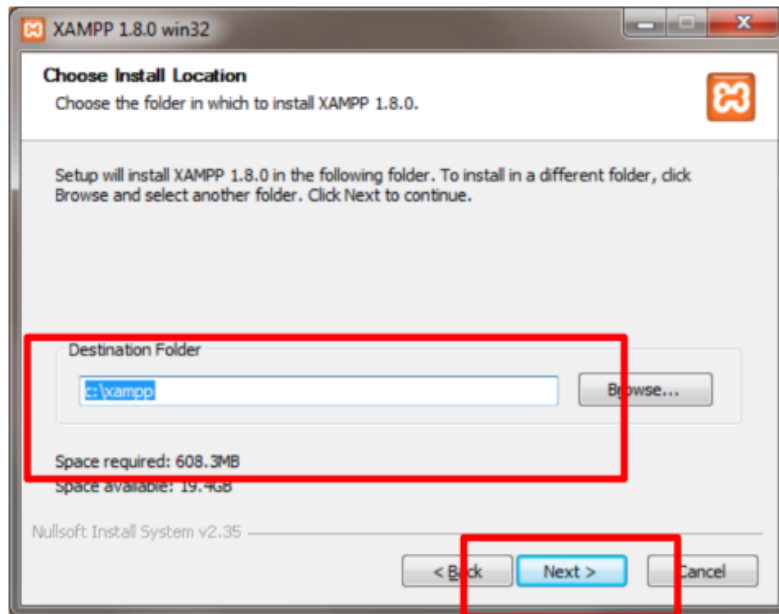 XAMPP 1.8.0 win32
Choose Install Location
Choose the folder in which to install XAMPP 1.8.0.
Setup will install XAMPP 1.8.0 in the following folder. To install in a different folder, click
Browse and select another folder. Click Next to continue.
Destination Folder
c:\xampp
Browse...
Space required: 608.3MB
Space available: 19.4GB
Nullsoft Install System v2.35
< Back
Next >
Cancel